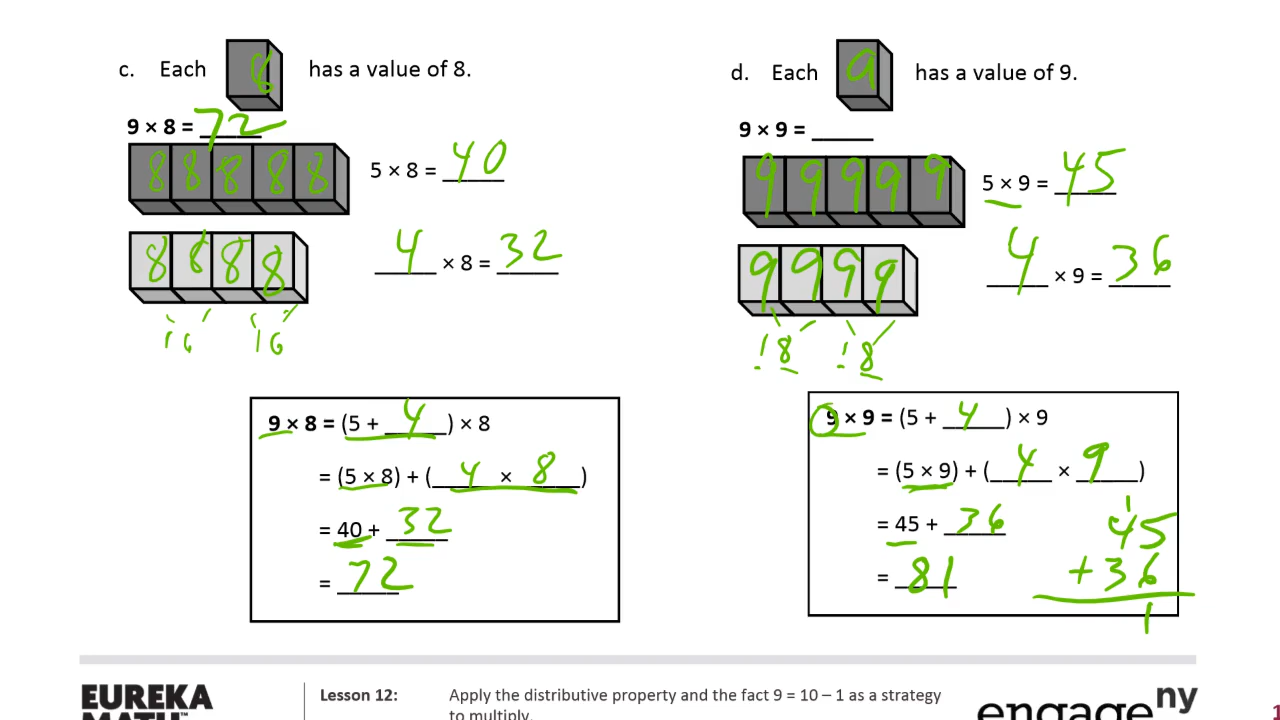 c. Each 8 has a value of 8.
9 × 8 = 72
8 8 8 8 8
5 × 8 = 40
8 8 8 8
4 × 8 = 32
16 16
9 × 8 = (5 + 4) × 8
= (5 × 8) + (4 × 8)
= 40 + 32
= 72
d. Each 9 has a value of 9.
9 × 9 = ____
9 9 9 9 9
5 × 9 = 45
9 9 9 9
4 × 9 = 36
18 18
9 × 9 = (5 + 4) × 9
= (5 × 9) + (4 × 9)
= 45 + 36
= 81
1
45
+36
1
EUREKA
MATH™
Lesson 12:
Apply the distributive property and the fact 9 = 10 – 1 as a strategy
to multiply.
engage ny
1